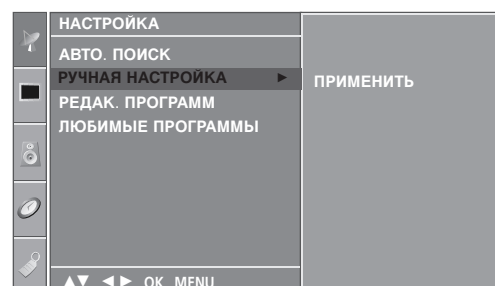 НАСТРОЙКА
АВТО. ПОИСК
РУЧНАЯ НАСТРОЙКА ►
ПРИМЕНИТЬ
РЕДАК. ПРОГРАММ
ЛЮБИМЫЕ ПРОГРАММЫ
▲▼ ◄► OK MENU